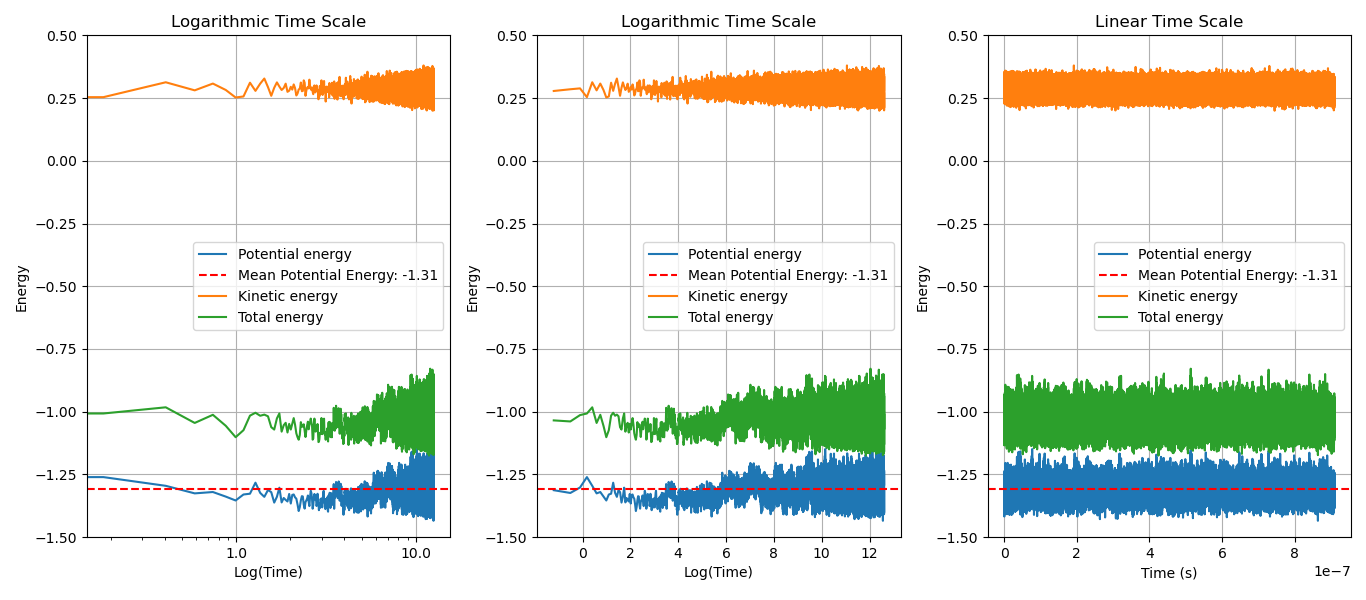 Logarithmic Time Scale
0.50
0.25
0.00
−0.25
−0.50
−0.75
−1.00
−1.25
−1.50
Energy
Potential energy
Mean Potential Energy: -1.31
Kinetic energy
Total energy
1.0 10.0
Log(Time)
Logarithmic Time Scale
0.50
0.25
0.00
−0.25
−0.50
−0.75
−1.00
−1.25
−1.50
Energy
Potential energy
Mean Potential Energy: -1.31
Kinetic energy
Total energy
0 2 4 6 8 10 12
Log(Time)
Linear Time Scale
0.50
0.25
0.00
−0.25
−0.50
−0.75
−1.00
−1.25
−1.50
Energy
Potential energy
Mean Potential Energy: -1.31
Kinetic energy
Total energy
0 2 4 6 8
Time (s) 1e−7